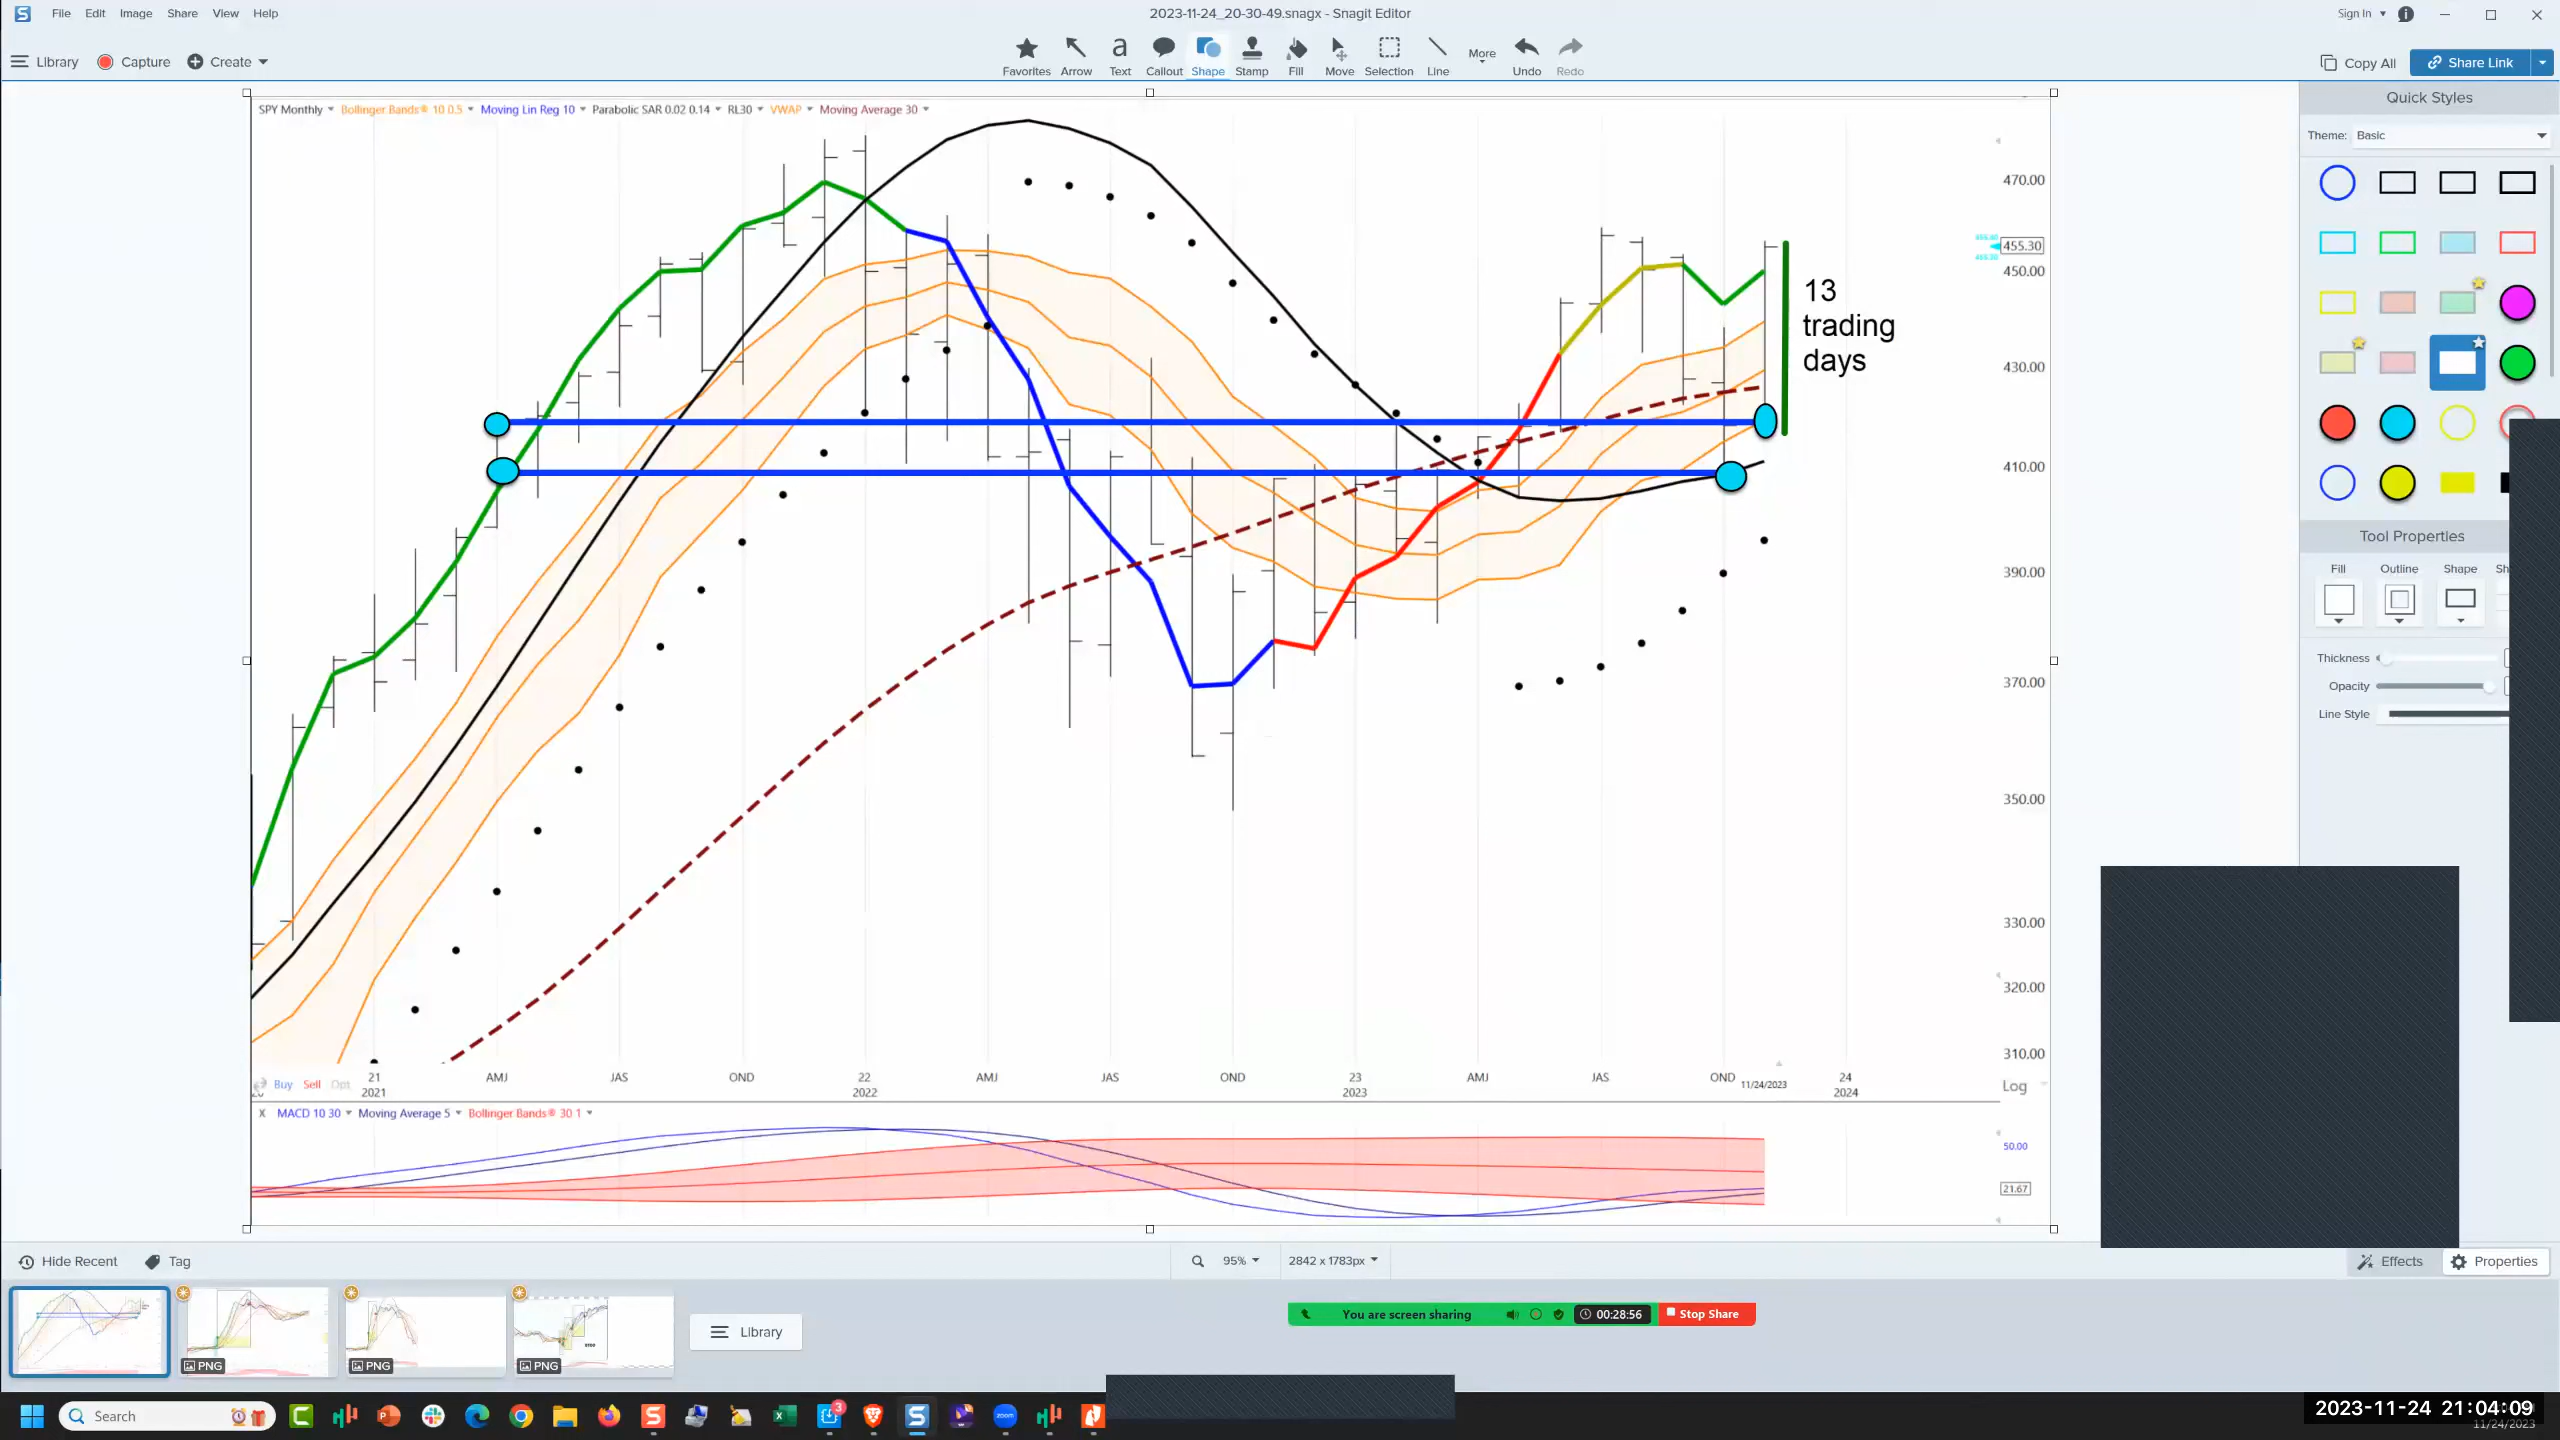 2023-11-24_20-30-49.snagx - Snagit Editor
File Edit Image Share View Help
Sign In
Library Capture Create
Favorites Arrow Text Callout Shape Stamp Fill Move Selection Line More Undo Redo
Copy All Share Link
Quick Styles
Theme: Basic
SPY Monthly Bollinger Bands® 10 0.5 Moving Lin Reg 10 Parabolic SAR 0.02 0.14 RL30 VWAP Moving Average 30
470.00
455.30
450.00
430.00
410.00
390.00
370.00
350.00
330.00
320.00
310.00
13
trading
days
Tool Properties
Fill Outline Shape
Thickness
Opacity
Line Style
Buy Sell Opt
21 AMJ JAS OND 22 AMJ JAS OND 23 AMJ JAS OND 11/24/2023 24
2021 2022 2023 2024
Log
X MACD 10 30 Moving Average 5 Bollinger Bands® 30 1
50.00
21.67
Hide Recent Tag
95% 2842 x 1783px
Effects Properties
PNG PNG PNG
Library
You are screen sharing 00:28:56 Stop Share
Search
3
zoom
2023-11-24 21:04:09
11/24/2023